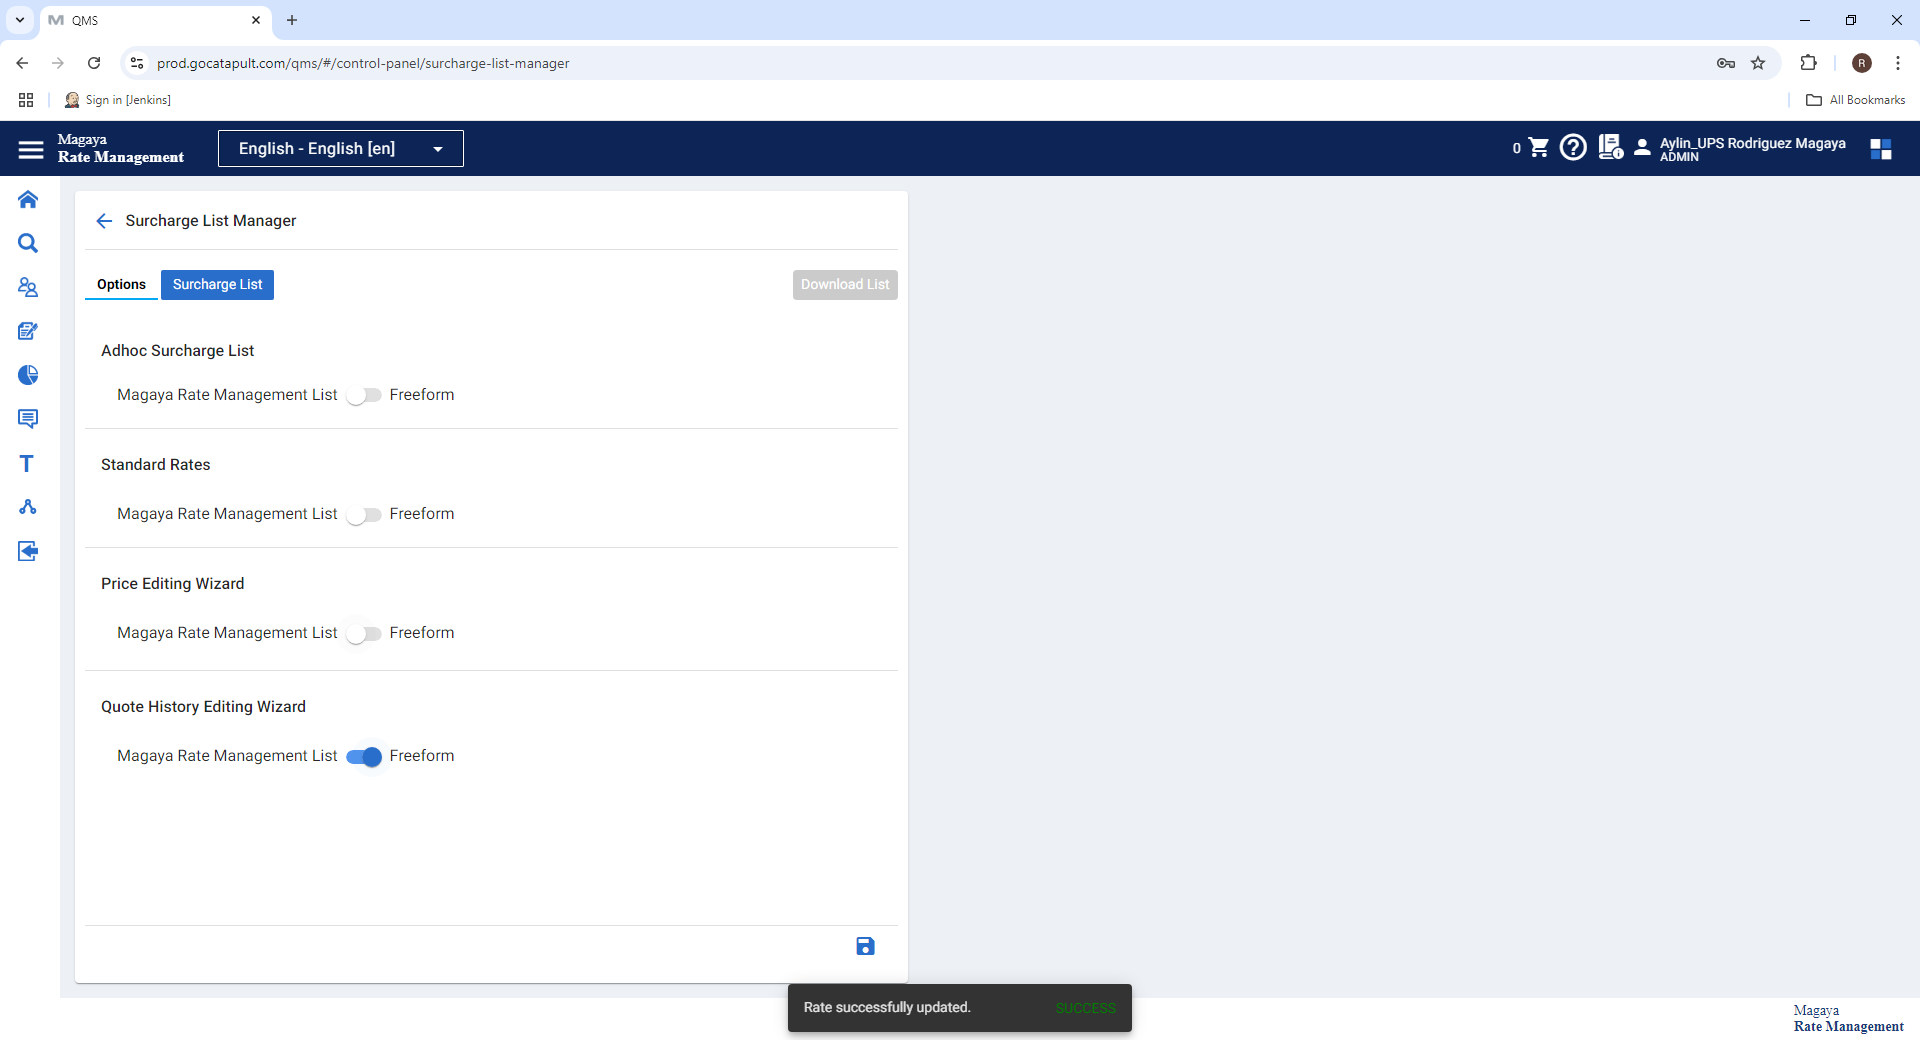 QMS
prod.gocatapult.com/qms/#/control-panel/surcharge-list-manager
R
Sign in [Jenkins]
All Bookmarks
Magaya
Rate Management
English - English [en]
0
Aylin_UPS Rodriguez Magaya
ADMIN
Surcharge List Manager
Options
Surcharge List
Download List
Adhoc Surcharge List
Magaya Rate Management List
Freeform
Standard Rates
Magaya Rate Management List
Freeform
Price Editing Wizard
Magaya Rate Management List
Freeform
Quote History Editing Wizard
Magaya Rate Management List
Freeform
Rate successfully updated.
SUCCESS
Magaya
Rate Management